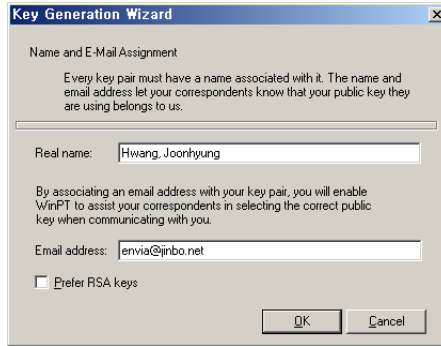 Key Generation Wizard
Name and E-Mail Assignment
Every key pair must have a name associated with it. The name and
email address let your correspondents know that your public key they
are using belongs to us.
Real name: Hwang, Joonhyung
By associating an email address with your key pair, you will enable
WinPT to assist your correspondents in selecting the correct public
key when communicating with you.
Email address: envia@jinbo.net
Prefer RSA keys
OK Cancel